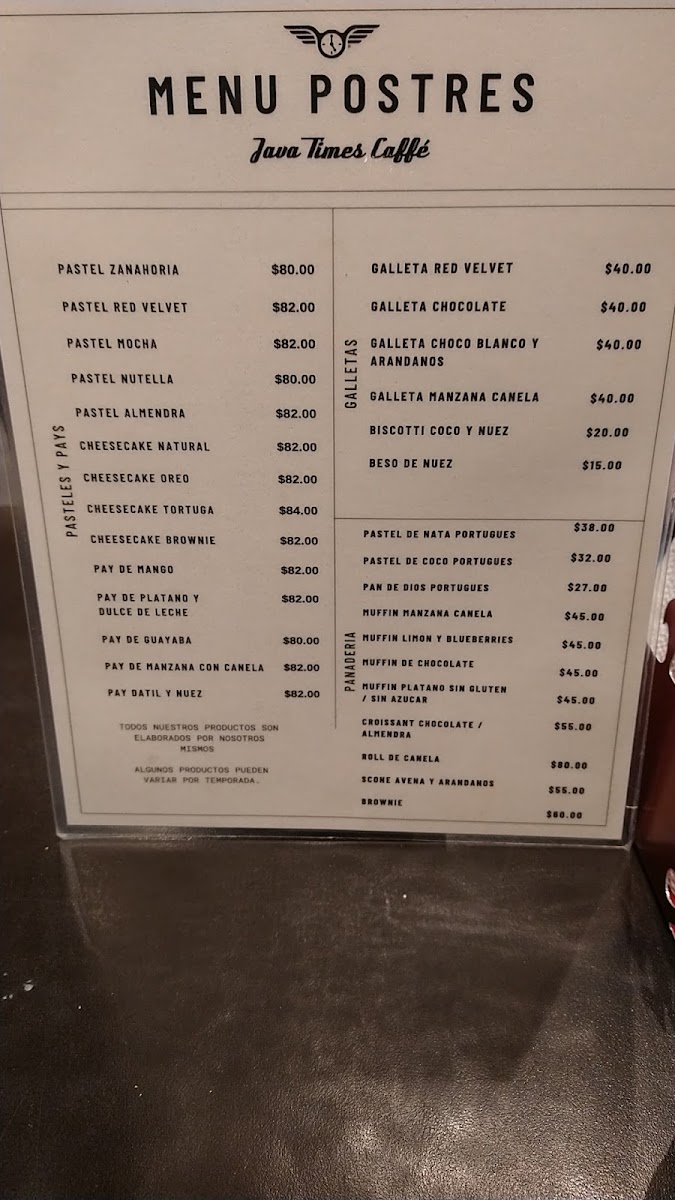 MENU POSTRES
Java Times Caffé
PASTELES Y PAYS
PASTEL ZANAHORIA $80.00
PASTEL RED VELVET $82.00
PASTEL MOCHA $82.00
PASTEL NUTELLA $80.00
PASTEL ALMENDRA $82.00
CHEESECAKE NATURAL $82.00
CHEESECAKE OREO $82.00
CHEESECAKE TORTUGA $84.00
CHEESECAKE BROWNIE $82.00
PAY DE MANGO $82.00
PAY DE PLATANO Y $82.00
DULCE DE LECHE
PAY DE GUAYABA $80.00
PAY DE MANZANA CON CANELA $82.00
PAY DATIL Y NUEZ $82.00
TODOS NUESTROS PRODUCTOS SON
ELABORADOS POR NOSOTROS
MISMOS
ALGUNOS PRODUCTOS PUEDEN
VARIAR POR TEMPORADA.
GALLETAS
GALLETA RED VELVET $40.00
GALLETA CHOCOLATE $40.00
GALLETA CHOCO BLANCO Y $40.00
ARANDANOS
GALLETA MANZANA CANELA $40.00
BISCOTTI COCO Y NUEZ $20.00
BESO DE NUEZ $15.00
PANADERIA
PASTEL DE NATA PORTUGUES $38.00
PASTEL DE COCO PORTUGUES $32.00
PAN DE DIOS PORTUGUES $27.00
MUFFIN MANZANA CANELA $45.00
MUFFIN LIMON Y BLUEBERRIES $45.00
MUFFIN DE CHOCOLATE $45.00
MUFFIN PLATANO SIN GLUTEN $45.00
/ SIN AZUCAR
CROISSANT CHOCOLATE / $55.00
ALMENDRA
ROLL DE CANELA $80.00
SCONE AVENA Y ARANDANOS $55.00
BROWNIE $60.00